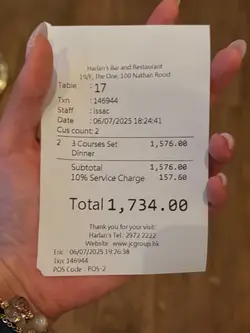 Harlan's Bar and Restaurant
19/F, The One, 100 Nathan Road
Table : 17
Txn : 146944
Staff : issac
Date : 06/07/2025 18:24:41
Cus count: 2
2 3 Courses Set Dinner 1,576.00
Subtotal 1,576.00
10% Service Charge 157.60
Total 1,734.00
Thank you for your visit!
Harlan's Tel : 2972 2222
Website : www.jcgroup.hk
06/07/2025 19:26:38
146944
POS Code : POS-2